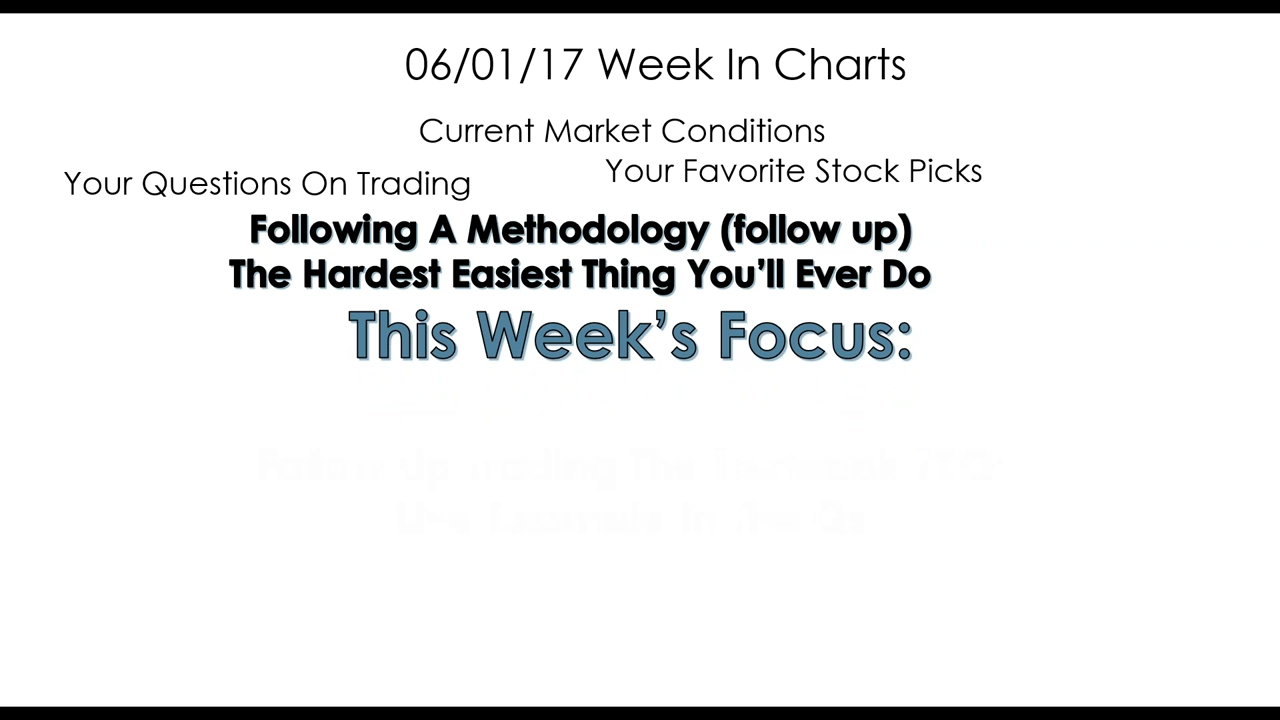 06/01/17 Week In Charts
Current Market Conditions
Your Favorite Stock Picks
Your Questions On Trading
Following A Methodology (follow up)
The Hardest Easiest Thing You'll Ever Do
This Week's Focus: